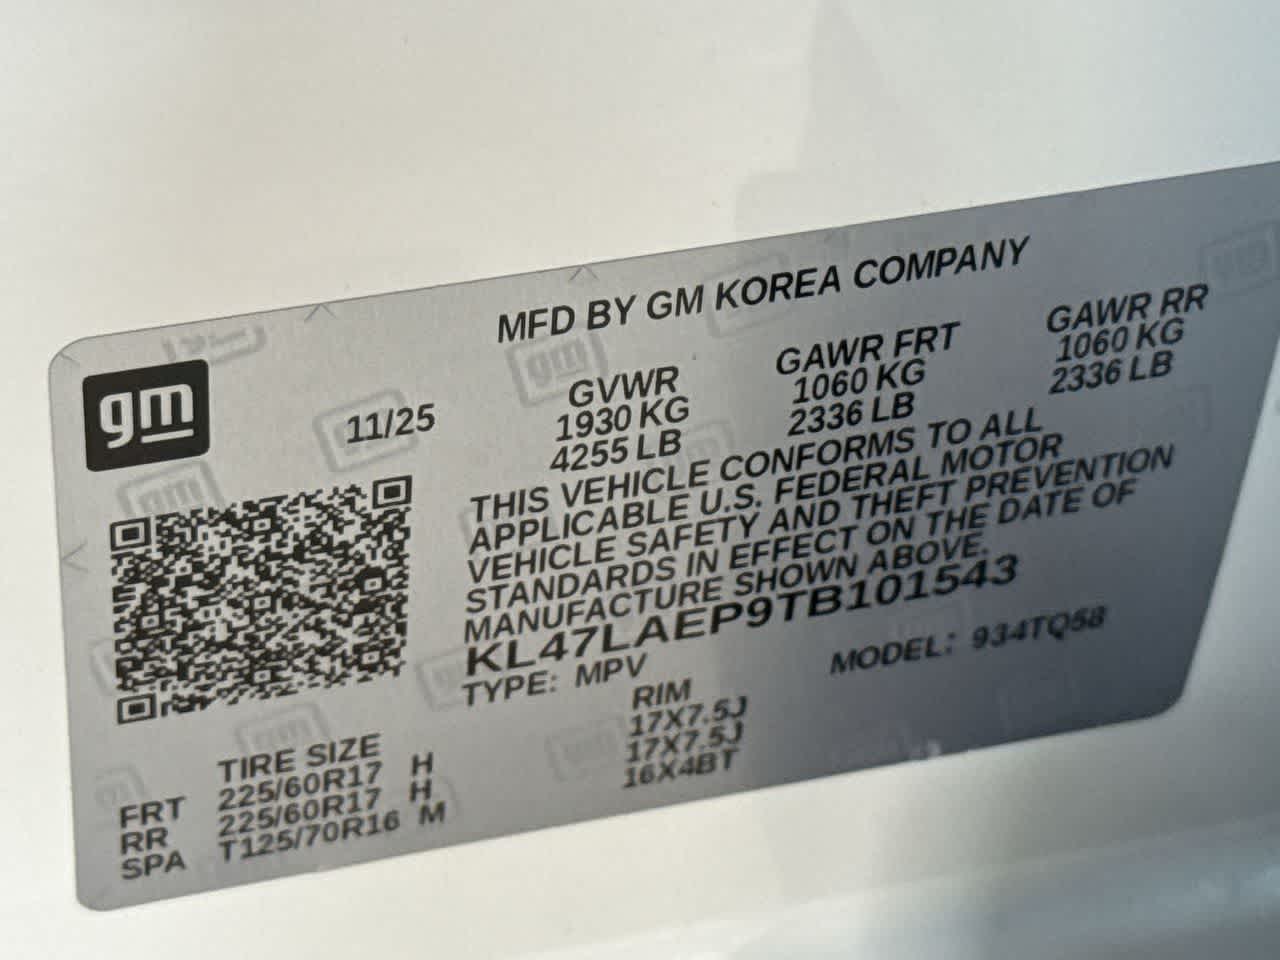 MFD BY GM KOREA COMPANY
gm
11/25
GVWR GAWR FRT GAWR RR
1930 KG 1060 KG 1060 KG
4255 LB 2336 LB 2336 LB
THIS VEHICLE CONFORMS TO ALL
APPLICABLE U.S. FEDERAL MOTOR
VEHICLE SAFETY AND THEFT PREVENTION
STANDARDS IN EFFECT ON THE DATE OF
MANUFACTURE SHOWN ABOVE.
KL47LAEP9TB101543
TYPE: MPV MODEL: 934TQ58
TIRE SIZE RIM
FRT 225/60R17 H 17X7.5J
RR 225/60R17 H 17X7.5J
SPA T125/70R16 M 16X4BT